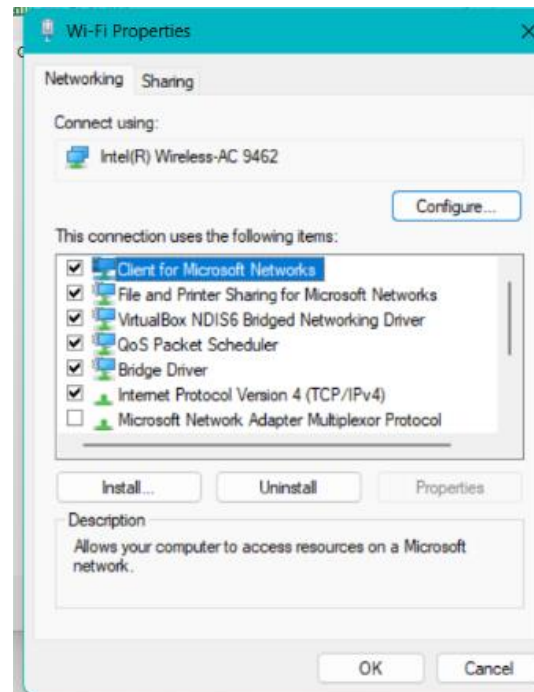 Wi-Fi Properties
Networking Sharing
Connect using:
Intel(R) Wireless-AC 9462
Configure...
This connection uses the following items:
Client for Microsoft Networks
File and Printer Sharing for Microsoft Networks
VirtualBox NDIS6 Bridged Networking Driver
QoS Packet Scheduler
Bridge Driver
Internet Protocol Version 4 (TCP/IPv4)
Microsoft Network Adapter Multiplexor Protocol
Install... Uninstall Properties
Description
Allows your computer to access resources on a Microsoft
network.
OK Cancel